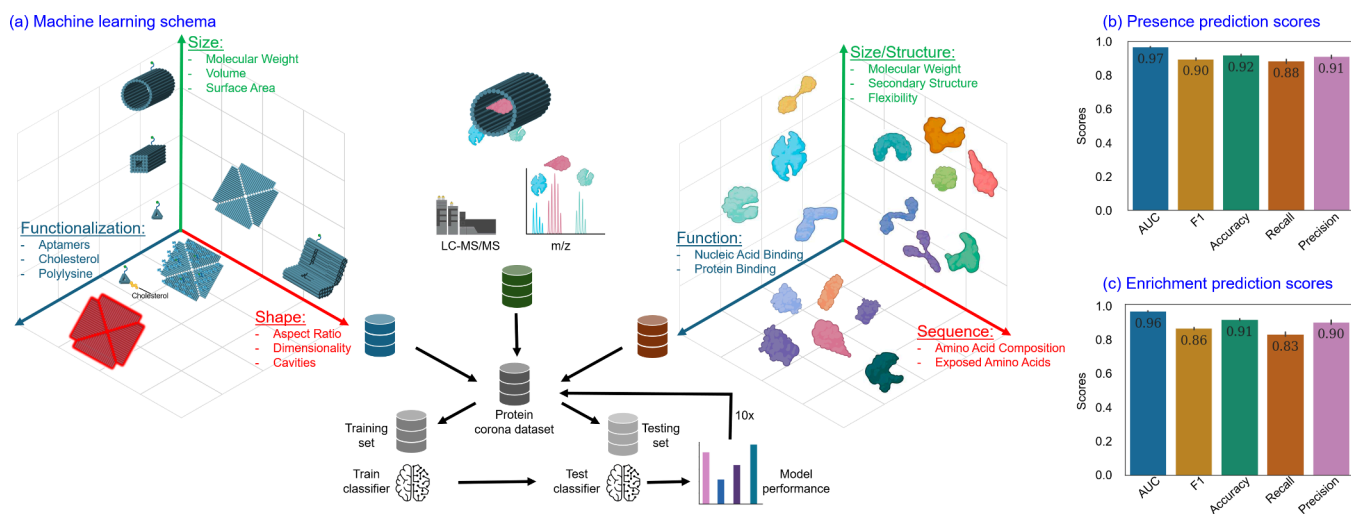 (a) Machine learning schema
Size:
- Molecular Weight
- Volume
- Surface Area
Functionalization:
- Aptamers
- Cholesterol
- Polylysine
Cholesterol
Shape:
- Aspect Ratio
- Dimensionality
- Cavities
LC-MS/MS
m/z
Size/Structure:
- Molecular Weight
- Secondary Structure
- Flexibility
Function:
- Nucleic Acid Binding
- Protein Binding
Sequence:
- Amino Acid Composition
- Exposed Amino Acids
Protein
corona dataset
Training
set
Testing
set
10x
Train
classifier
Test
classifier
Model
performance
(b) Presence prediction scores
Scores
1.0
0.8
0.6
0.4
0.2
0.0
0.97
0.90
0.92
0.88
0.91
AUC
F1
Accuracy
Recall
Precision
(c) Enrichment prediction scores
Scores
1.0
0.8
0.6
0.4
0.2
0.0
0.96
0.86
0.91
0.83
0.90
AUC
F1
Accuracy
Recall
Precision